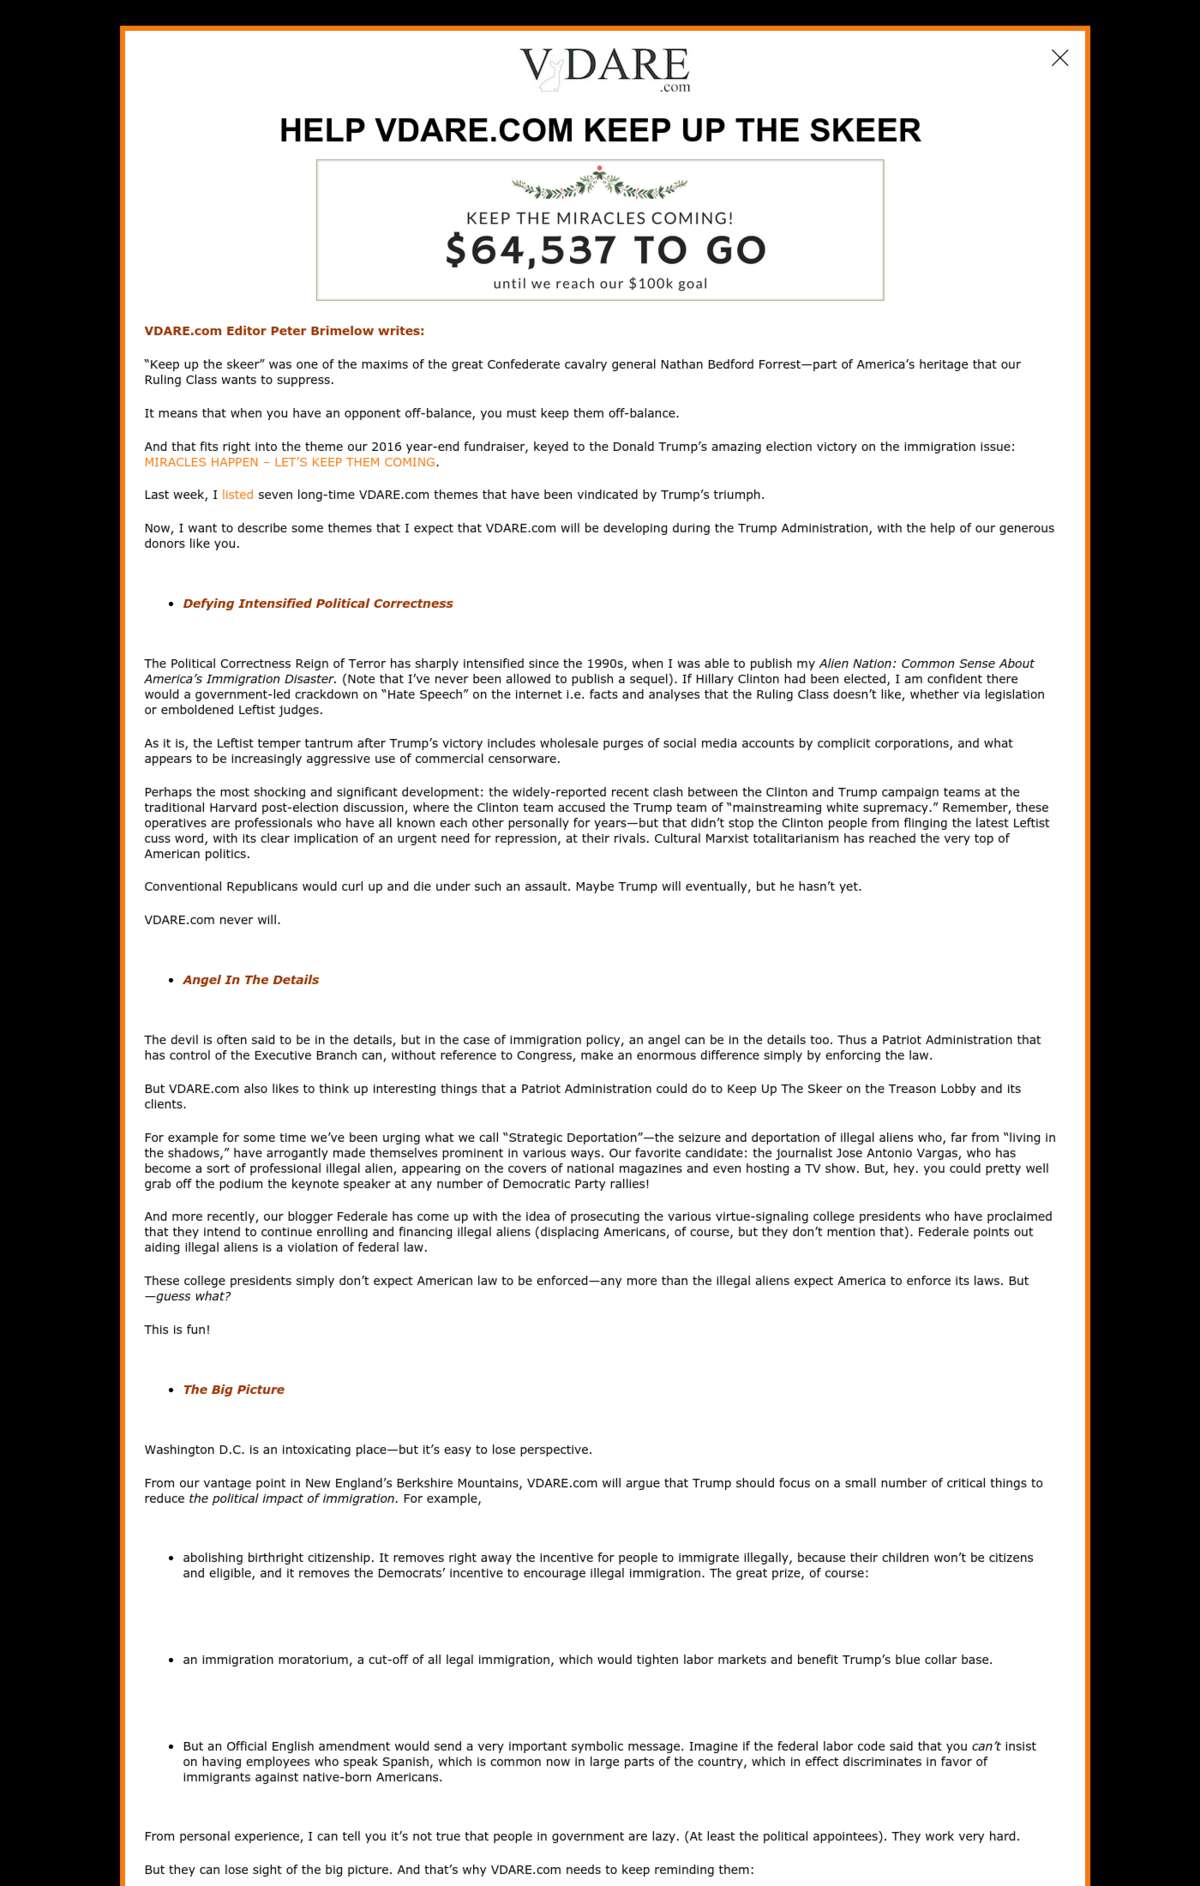 VDARE
.com
HELP VDARE.COM KEEP UP THE SKEER
KEEP THE MIRACLES COMING!
$64,537 TO GO
until we reach our $100k goal
VDARE.com Editor Peter Brimelow writes:
“Keep up the skeer” was one of the maxims of the great Confederate cavalry general Nathan Bedford Forrest—part of America’s heritage that our
Ruling Class wants to suppress.
It means that when you have an opponent off-balance, you must keep them off-balance.
And that fits right into the theme our 2016 year-end fundraiser, keyed to the Donald Trump’s amazing election victory on the immigration issue:
MIRACLES HAPPEN – LET’S KEEP THEM COMING.
Last week, I listed seven long-time VDARE.com themes that have been vindicated by Trump’s triumph.
Now, I want to describe some themes that I expect that VDARE.com will be developing during the Trump Administration, with the help of our generous
donors like you.
• Defying Intensified Political Correctness
The Political Correctness Reign of Terror has sharply intensified since the 1990s, when I was able to publish my Alien Nation: Common Sense About
America’s Immigration Disaster. (Note that I’ve never been allowed to publish a sequel). If Hillary Clinton had been elected, I am confident there
would a government-led crackdown on “Hate Speech” on the internet i.e. facts and analyses that the Ruling Class doesn’t like, whether via legislation
or emboldened Leftist judges.
As it is, the Leftist temper tantrum after Trump’s victory includes wholesale purges of social media accounts by complicit corporations, and what
appears to be increasingly aggressive use of commercial censorware.
Perhaps the most shocking and significant development: the widely-reported recent clash between the Clinton and Trump campaign teams at the
traditional Harvard post-election discussion, where the Clinton team accused the Trump team of “mainstreaming white supremacy.” Remember, these
operatives are professionals who have all known each other personally for years—but that didn’t stop the Clinton people from flinging the latest Leftist
cuss word, with its clear implication of an urgent need for repression, at their rivals. Cultural Marxist totalitarianism has reached the very top of
American politics.
Conventional Republicans would curl up and die under such an assault. Maybe Trump will eventually, but he hasn’t yet.
VDARE.com never will.
• Angel In The Details
The devil is often said to be in the details, but in the case of immigration policy, an angel can be in the details too. Thus a Patriot Administration that
has control of the Executive Branch can, without reference to Congress, make an enormous difference simply by enforcing the law.
But VDARE.com also likes to think up interesting things that a Patriot Administration could do to Keep Up The Skeer on the Treason Lobby and its
clients.
For example for some time we’ve been urging what we call “Strategic Deportation”—the seizure and deportation of illegal aliens who, far from “living in
the shadows,” have arrogantly made themselves prominent in various ways. Our favorite candidate: the journalist Jose Antonio Vargas, who has
become a sort of professional illegal alien, appearing on the covers of national magazines and even hosting a TV show. But, hey. you could pretty well
grab off the podium the keynote speaker at any number of Democratic Party rallies!
And more recently, our blogger Federale has come up with the idea of prosecuting the various virtue-signaling college presidents who have proclaimed
that they intend to continue enrolling and financing illegal aliens (displacing Americans, of course, but they don’t mention that). Federale points out
aiding illegal aliens is a violation of federal law.
These college presidents simply don’t expect American law to be enforced—any more than the illegal aliens expect America to enforce its laws. But
—guess what?
This is fun!
• The Big Picture
Washington D.C. is an intoxicating place—but it’s easy to lose perspective.
From our vantage point in New England’s Berkshire Mountains, VDARE.com will argue that Trump should focus on a small number of critical things to
reduce the political impact of immigration. For example,
• abolishing birthright citizenship. It removes right away the incentive for people to immigrate illegally, because their children won’t be citizens
and eligible, and it removes the Democrats’ incentive to encourage illegal immigration. The great prize, of course:
• an immigration moratorium, a cut-off of all legal immigration, which would tighten labor markets and benefit Trump’s blue collar base.
• But an Official English amendment would send a very important symbolic message. Imagine if the federal labor code said that you can’t insist
on having employees who speak Spanish, which is common now in large parts of the country, which in effect discriminates in favor of
immigrants against native-born Americans.
From personal experience, I can tell you it’s not true that people in government are lazy. (At least the political appointees). They work very hard.
But they can lose sight of the big picture. And that’s why VDARE.com needs to keep reminding them: